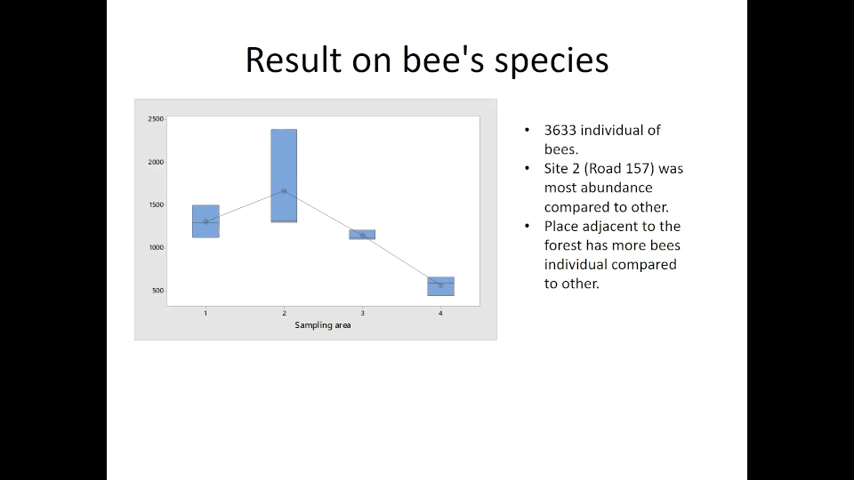 Result on bee's species
2500
2000
1500
1000
500
1
2
3
4
Sampling area
• 3633 individual of
bees.
• Site 2 (Road 157) was
most abundance
compared to other.
• Place adjacent to the
forest has more bees
individual compared
to other.